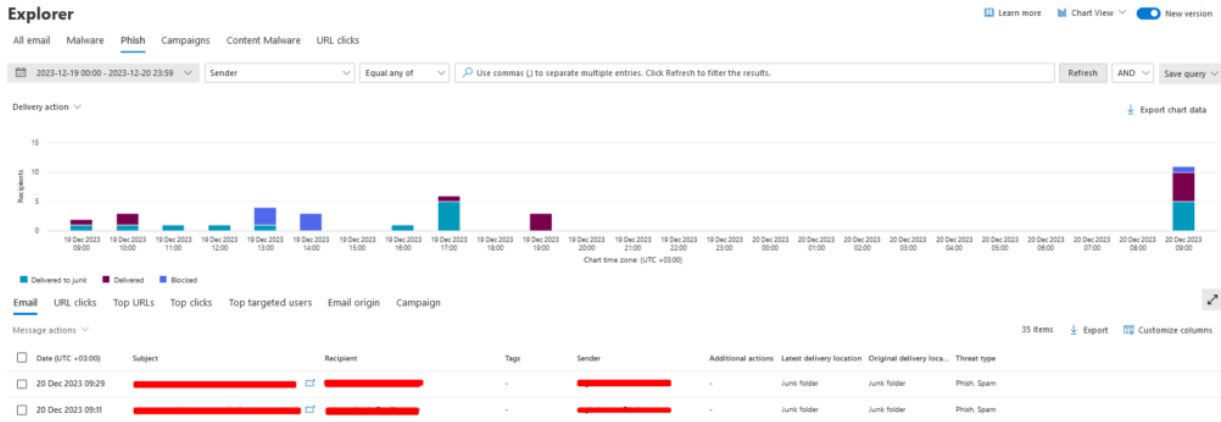 Explorer
Learn more Chart View New version
All email Malware Phish Campaigns Content Malware URL clicks
2023-12-19 00:00 - 2023-12-20 23:59 Sender Equal any of Use commas (,) to separate multiple entries. Click Refresh to filter the results. Refresh AND Save query
Delivery action
Export chart data
15
10
5
0
Recipients
19 Dec 2023 09:00 19 Dec 2023 10:00 19 Dec 2023 11:00 19 Dec 2023 12:00 19 Dec 2023 13:00 19 Dec 2023 14:00 19 Dec 2023 15:00 19 Dec 2023 16:00 19 Dec 2023 17:00 19 Dec 2023 18:00 19 Dec 2023 19:00 19 Dec 2023 20:00 19 Dec 2023 21:00 19 Dec 2023 22:00 19 Dec 2023 23:00 20 Dec 2023 00:00 20 Dec 2023 01:00 20 Dec 2023 02:00 20 Dec 2023 03:00 20 Dec 2023 04:00 20 Dec 2023 05:00 20 Dec 2023 06:00 20 Dec 2023 07:00 20 Dec 2023 08:00 20 Dec 2023 09:00
Chart time zone: (UTC +03:00)
Delivered to junk Delivered Blocked
Email URL clicks Top URLs Top clicks Top targeted users Email origin Campaign
Message actions
35 items Export Customize columns
Date (UTC +03:00) Subject Recipient Tags Sender Additional actions Latest delivery location Original delivery loca... Threat type
20 Dec 2023 09:29 - - Junk folder Junk folder Phish, Spam
20 Dec 2023 09:11 - - Junk folder Junk folder Phish, Spam